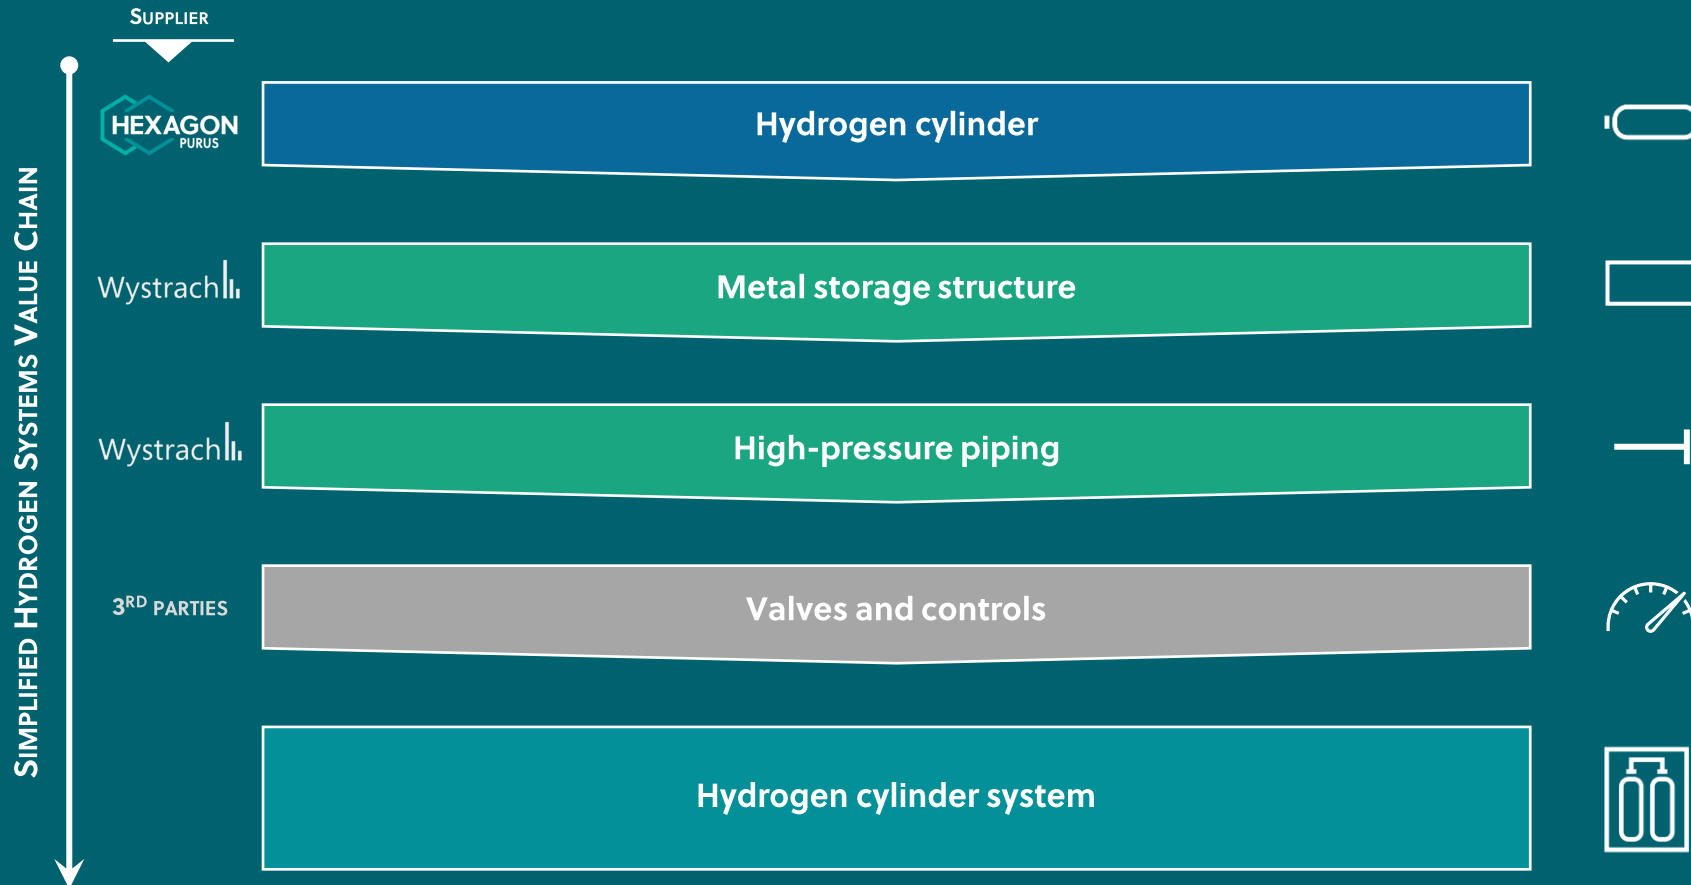 SUPPLIER
SIMPLIFIED HYDROGEN SYSTEMS VALUE CHAIN
HEXAGON
PURUS
Hydrogen cylinder
Wystrach
Metal storage structure
Wystrach
High-pressure piping
3RD PARTIES
Valves and controls
Hydrogen cylinder system